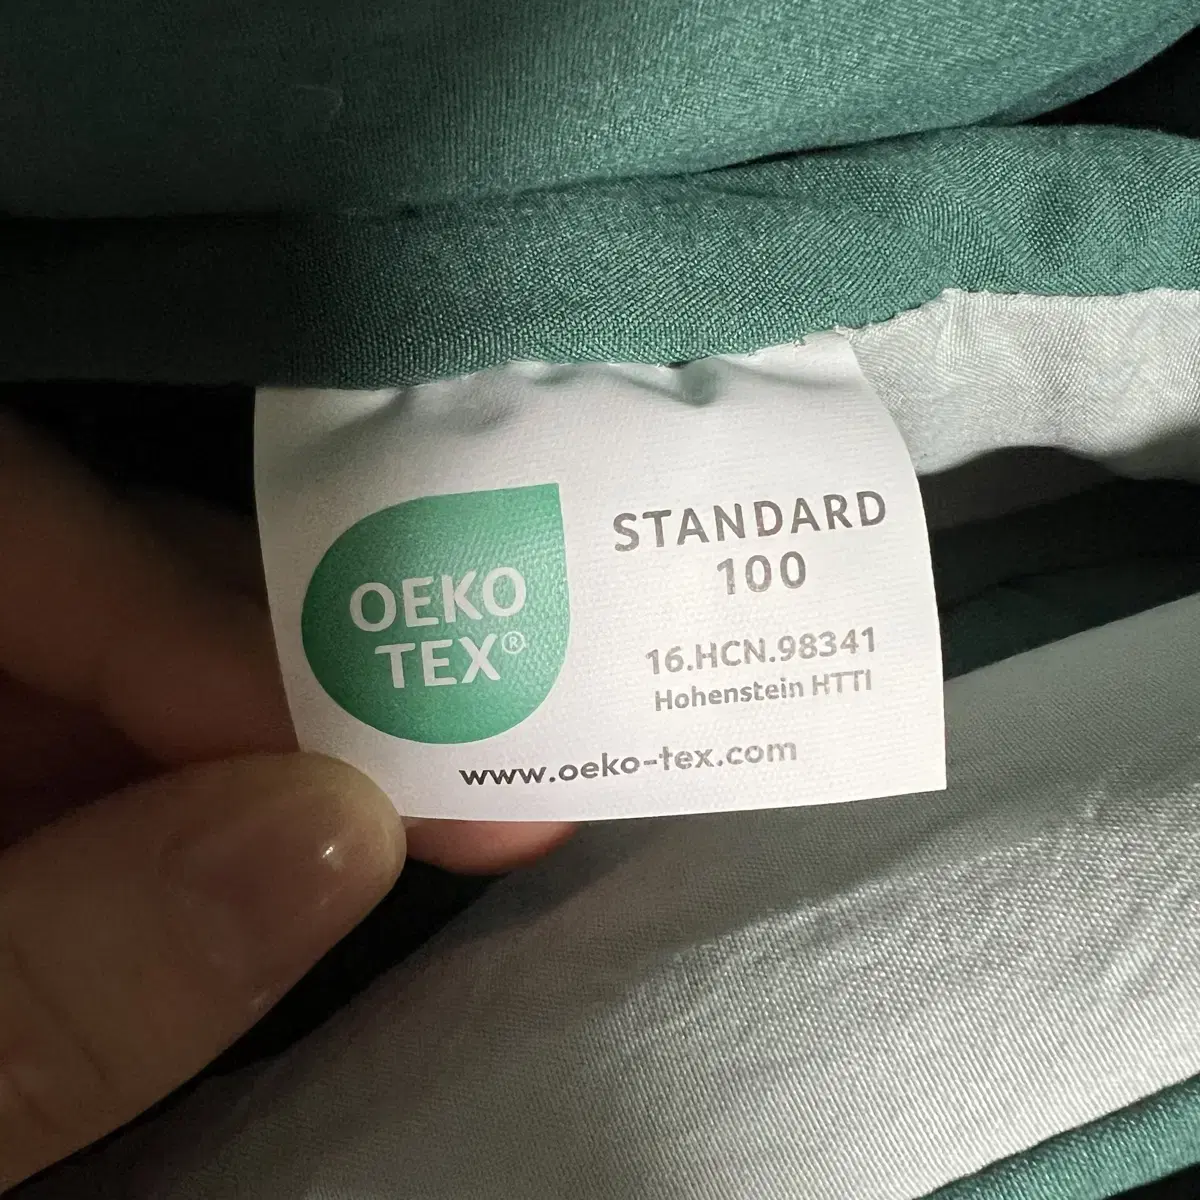 OEKO
TEX®
STANDARD
100
16.HCN.98341
Hohenstein HTTI
www.oeko-tex.com